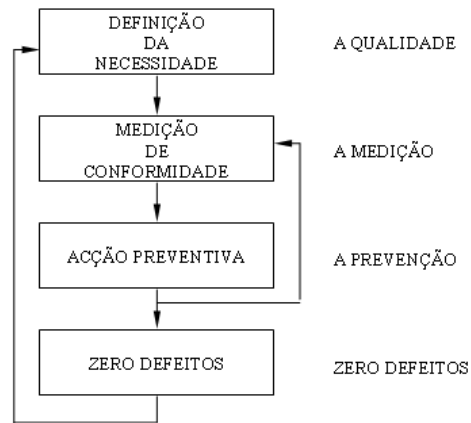 DEFINIÇÃO
DA
NECESSIDADE
A QUALIDADE
MEDIÇÃO
DE
CONFORMIDADE
A MEDIÇÃO
ACÇÃO PREVENTIVA
A PREVENÇÃO
ZERO DEFEITOS
ZERO DEFEITOS